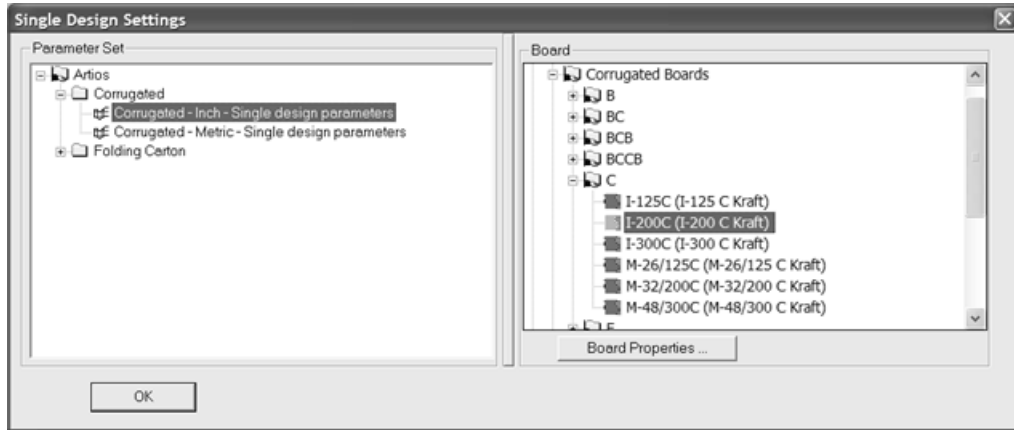 Single Design Settings
Parameter Set
Artios
Corrugated
Corrugated - Inch - Single design parameters
Corrugated - Metric - Single design parameters
Folding Carton
Board
Corrugated Boards
B
BC
BCB
BCCB
C
I-125C (I-125 C Kraft)
I-200C (I-200 C Kraft)
I-300C (I-300 C Kraft)
M-26/125C (M-26/125 C Kraft)
M-32/200C (M-32/200 C Kraft)
M-48/300C (M-48/300 C Kraft)
Board Properties ...
OK